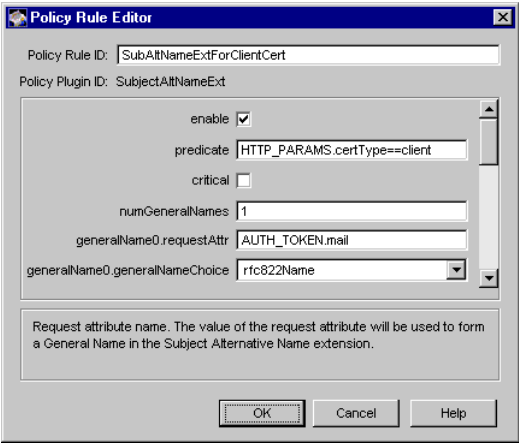 Policy Rule Editor
Policy Rule ID: SubAltNameExtForClientCert
Policy Plugin ID: SubjectAltNameExt
enable
predicate HTTP_PARAMS.certType==client
critical
numGeneralNames 1
generalName0.requestAttr AUTH_TOKEN.mail
generalName0.generalNameChoice rfc822Name
Request attribute name. The value of the request attribute will be used to form
a General Name in the Subject Alternative Name extension.
OK Cancel Help